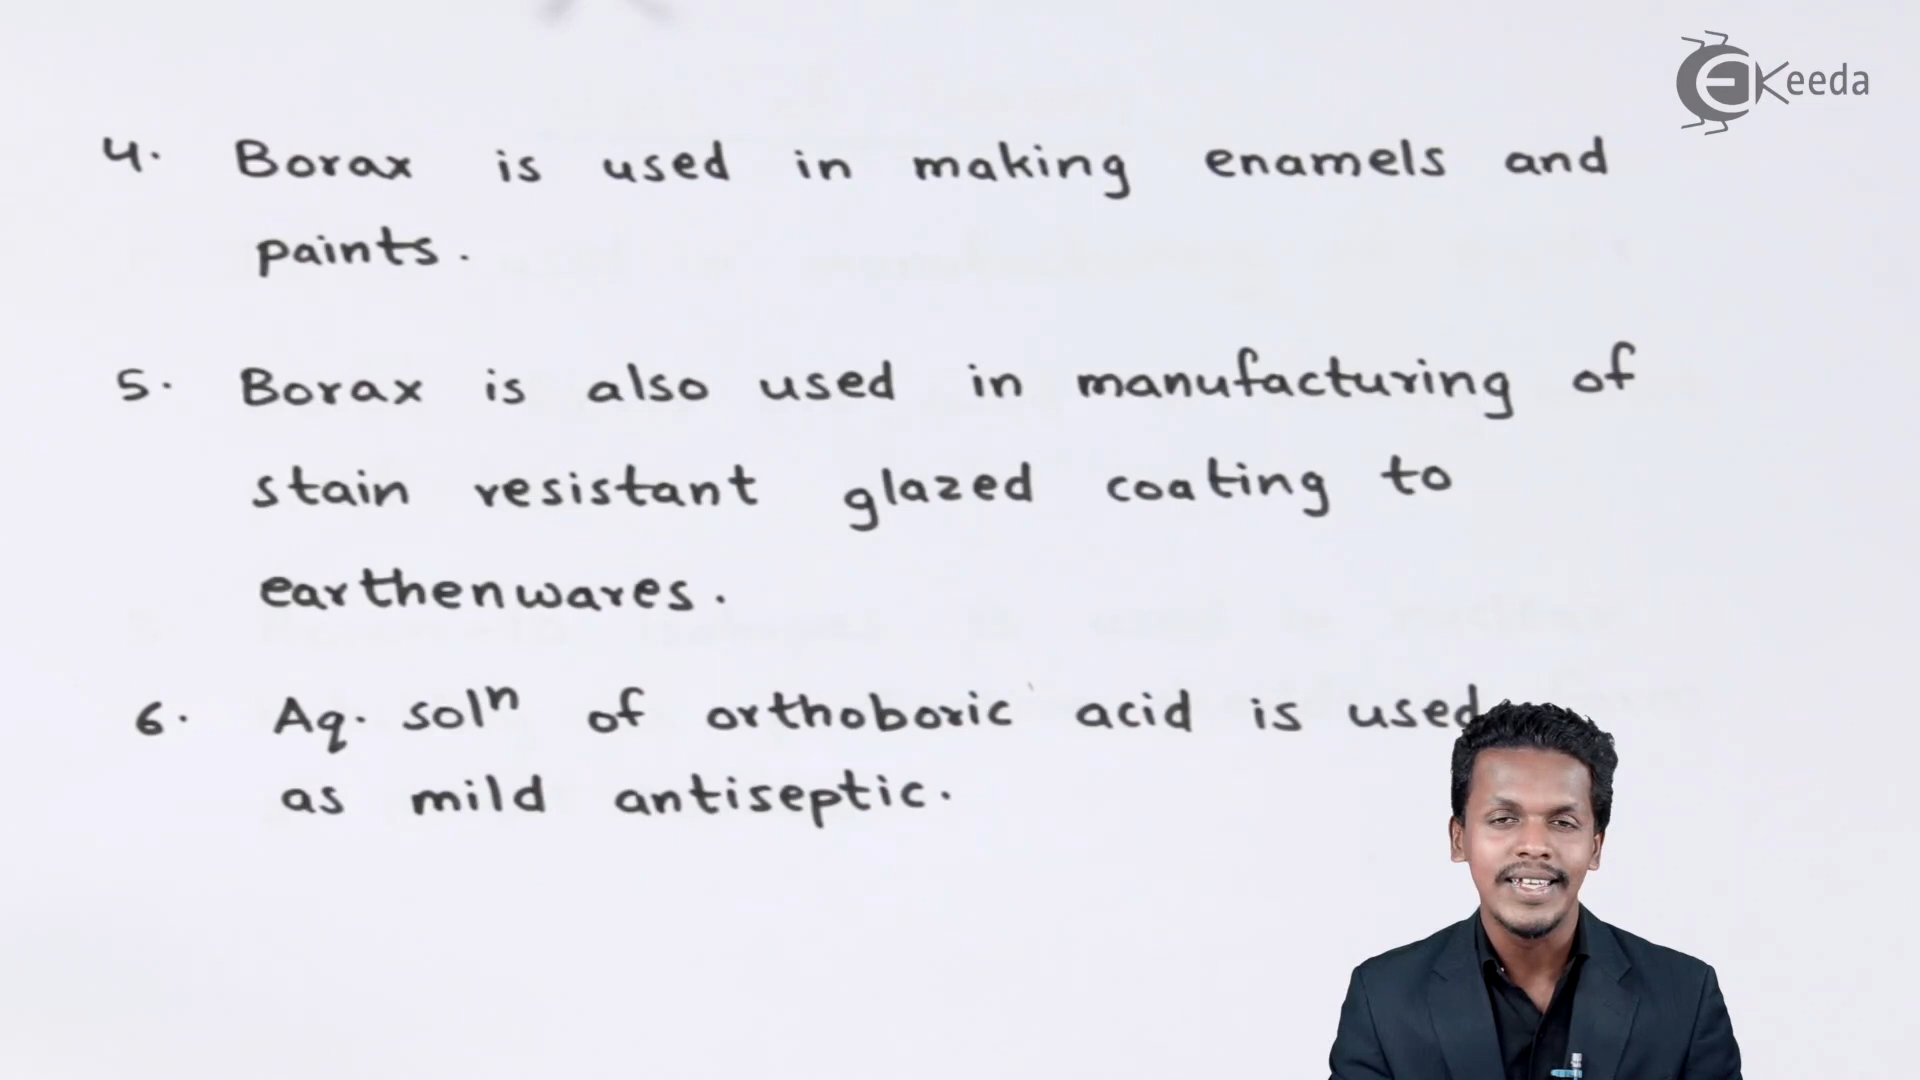 EKeeda
4. Borax is used in making enamels and
paints.
5. Borax is also used in manufacturing of
stain resistant glazed coating to
earthenwares.
6. Aq. solⁿ of orthoboric acid is used
as mild antiseptic.